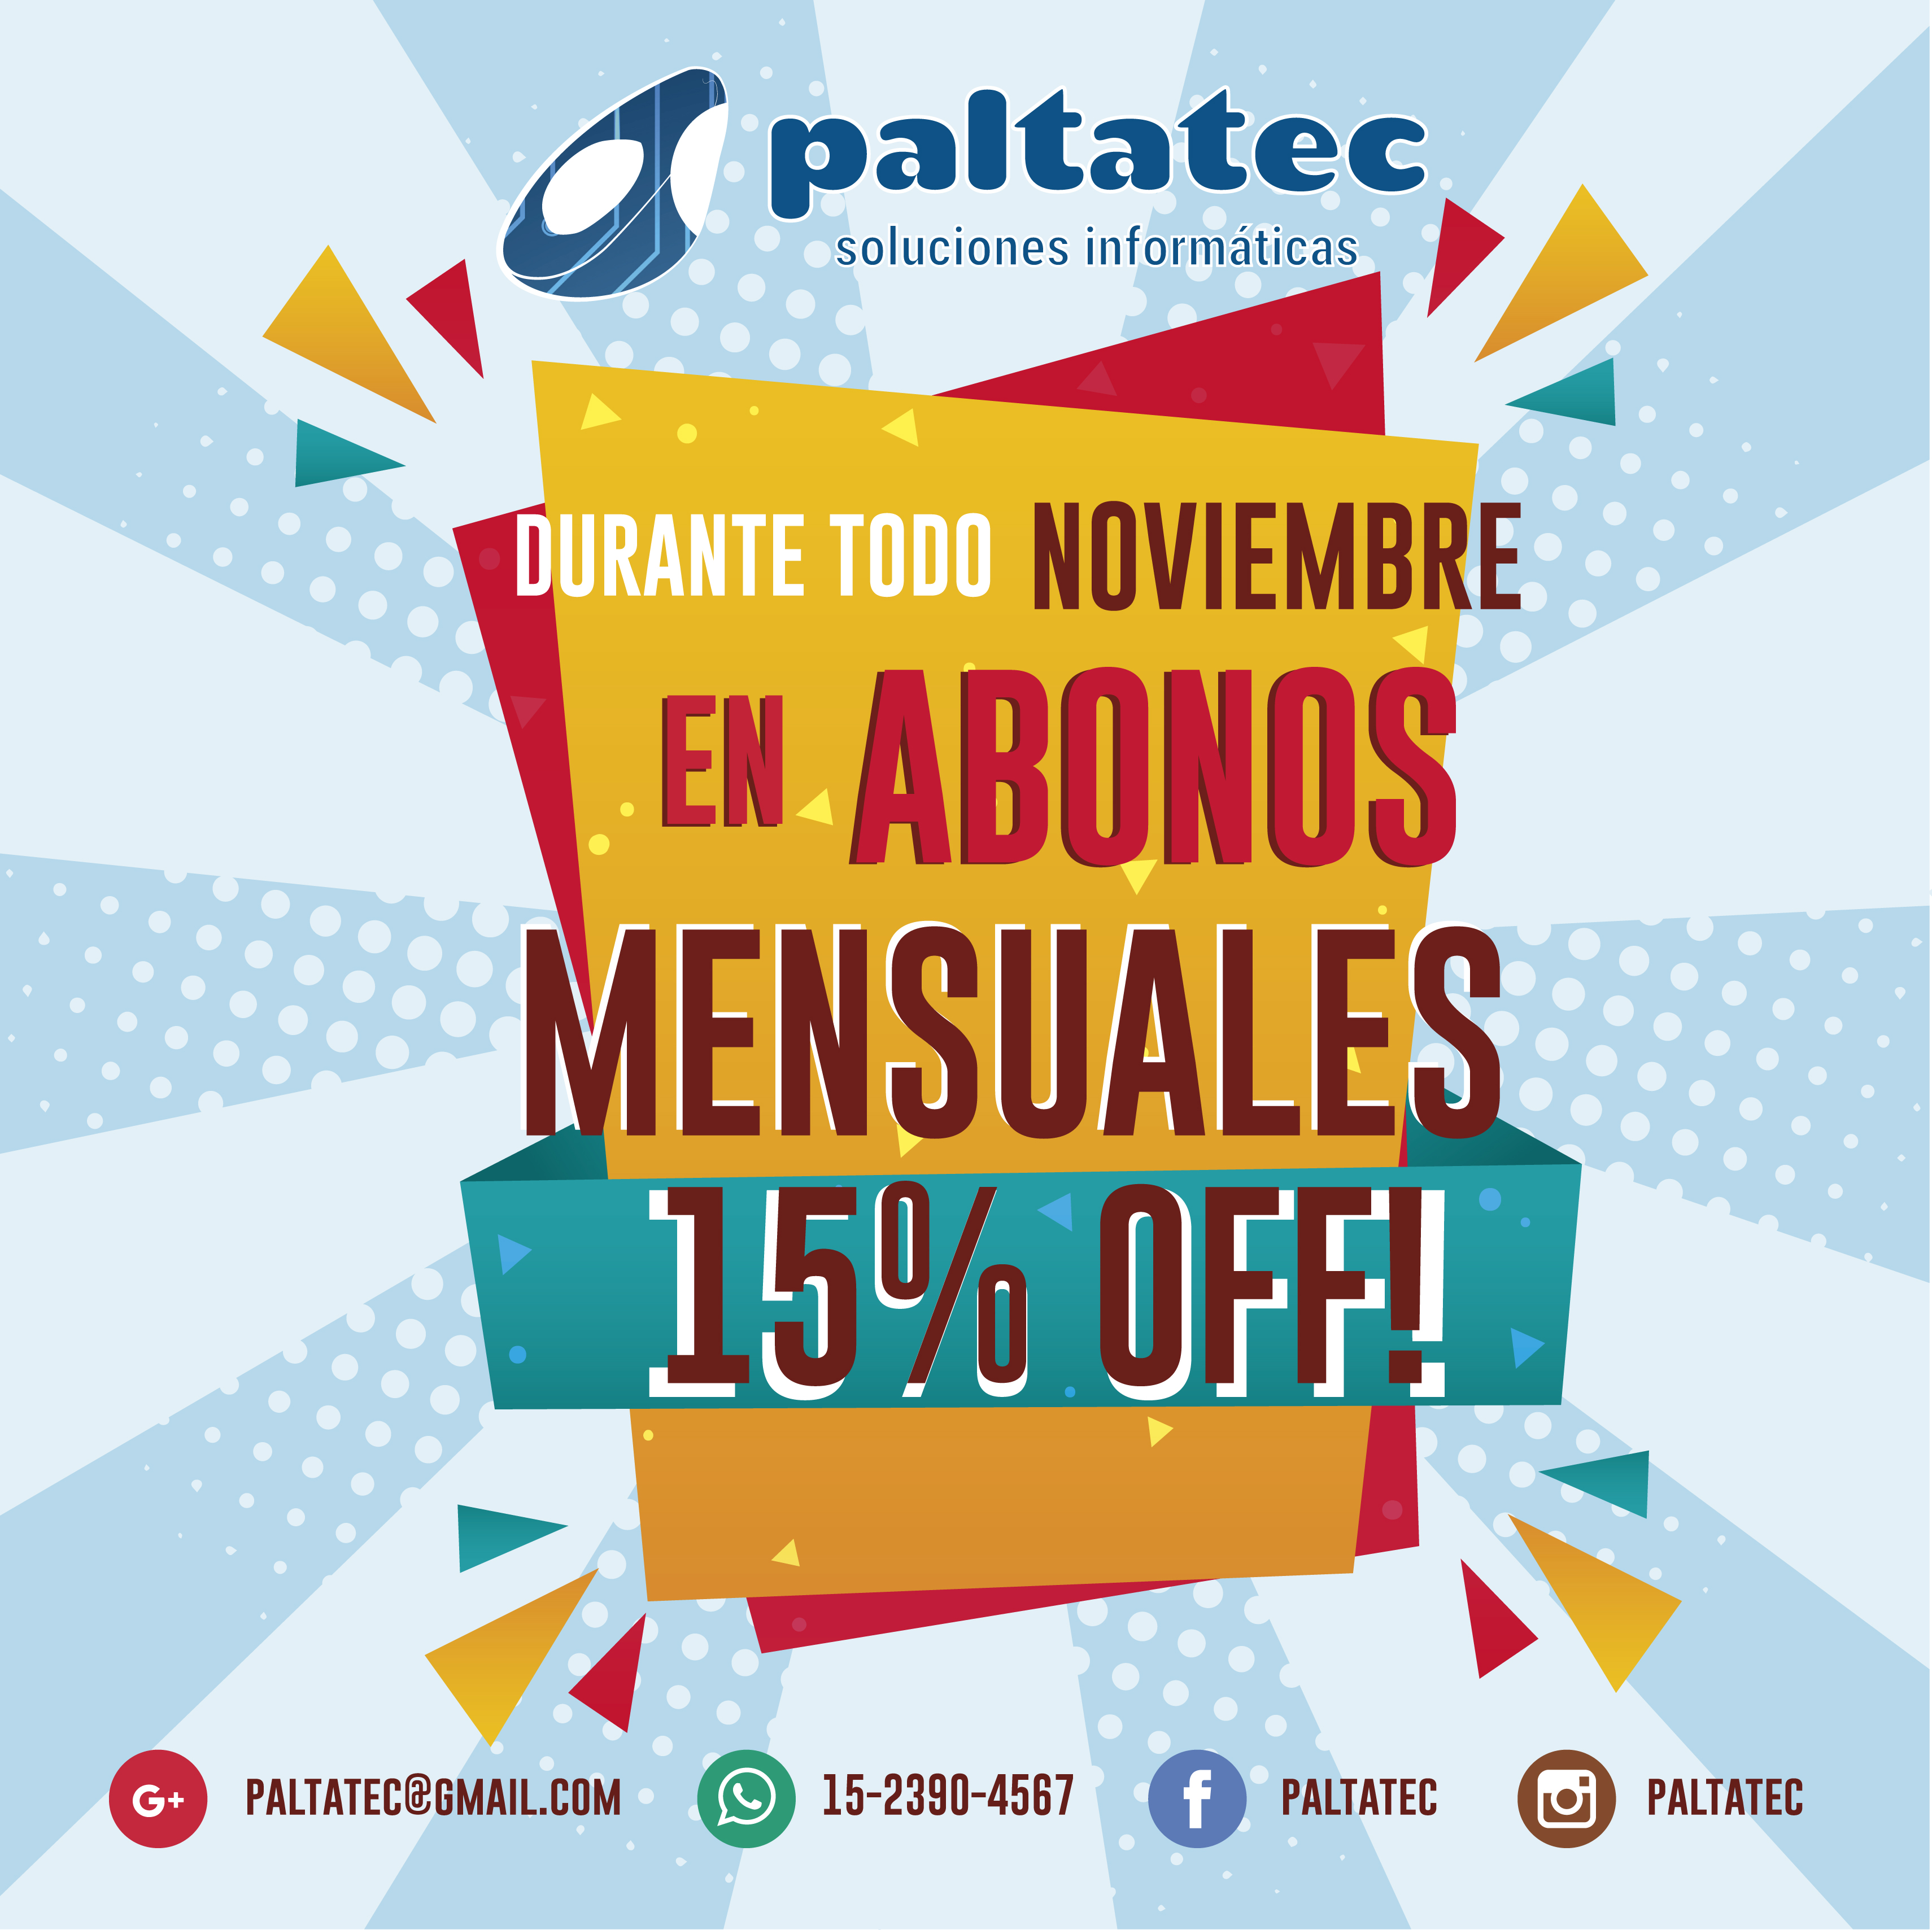 paltatec
soluciones informáticas
DURANTE TODO NOVIEMBRE
EN ABONOS
MENSUALES
15% OFF!
G+ PALTATEC@GMAIL.COM 15-2390-4567 f PALTATEC PALTATEC